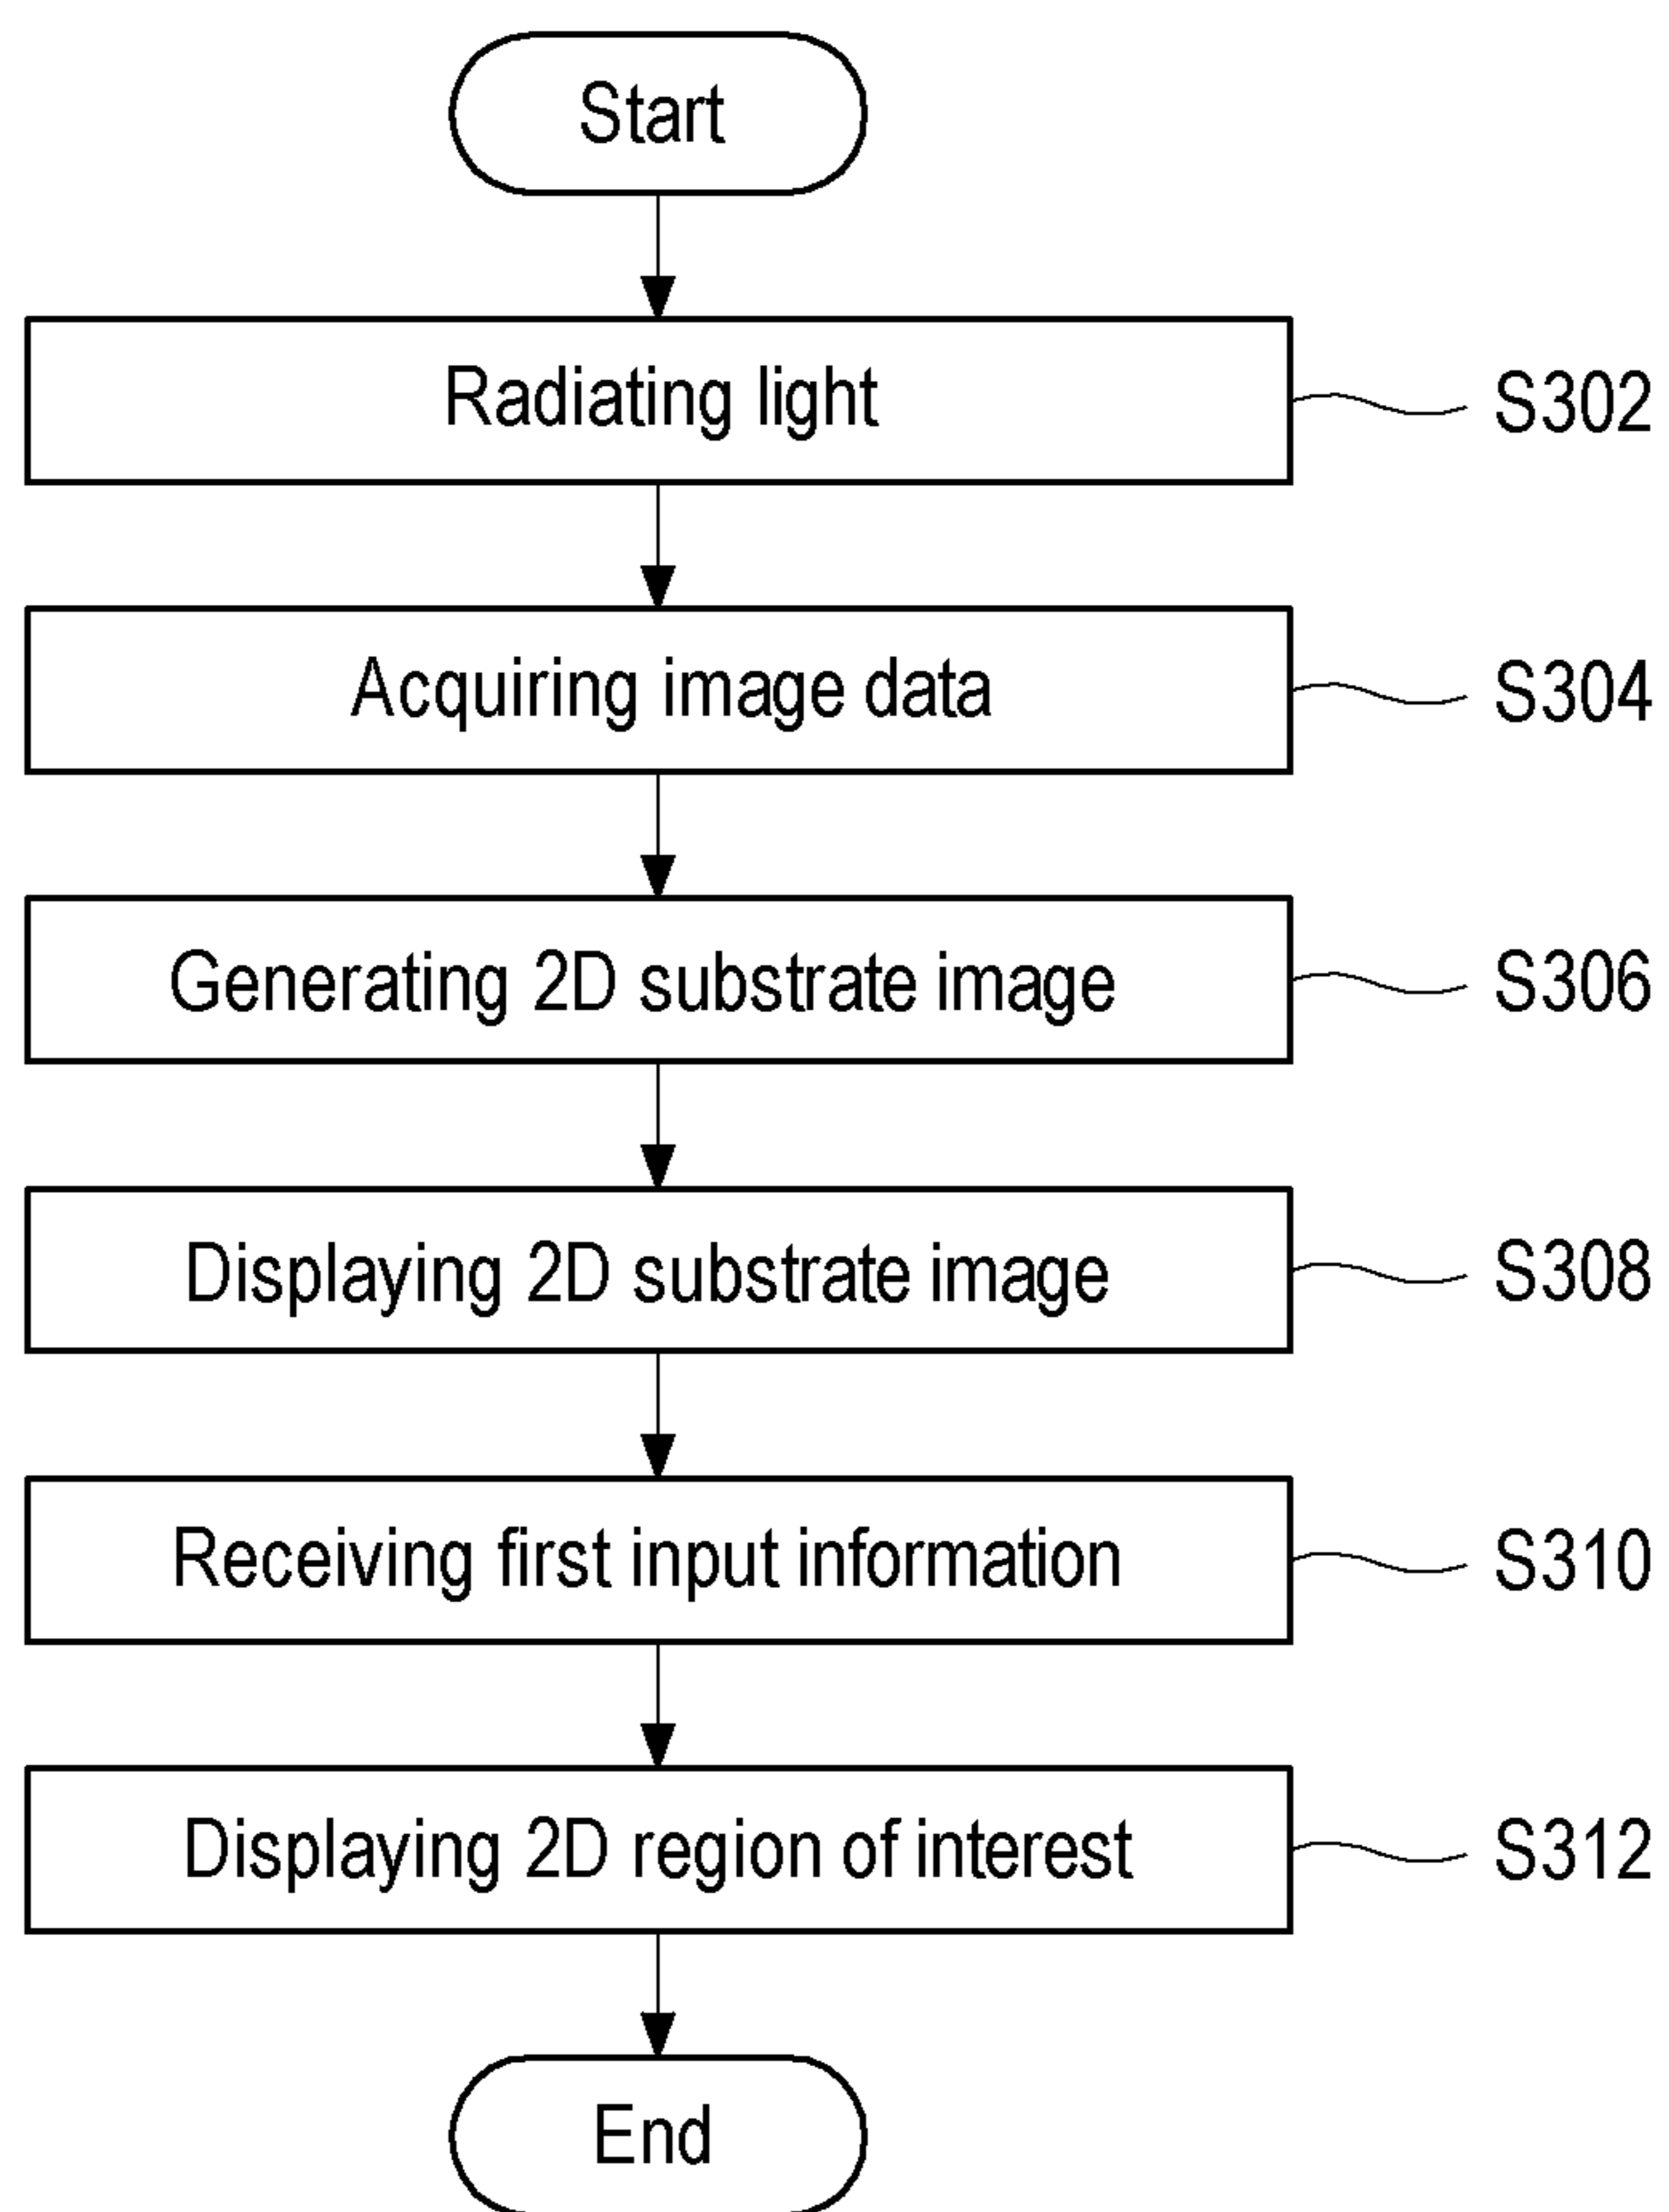 Start
Radiating light S302
Acquiring image data S304
Generating 2D substrate image S306
Displaying 2D substrate image S308
Receiving first input information S310
Displaying 2D region of interest S312
End